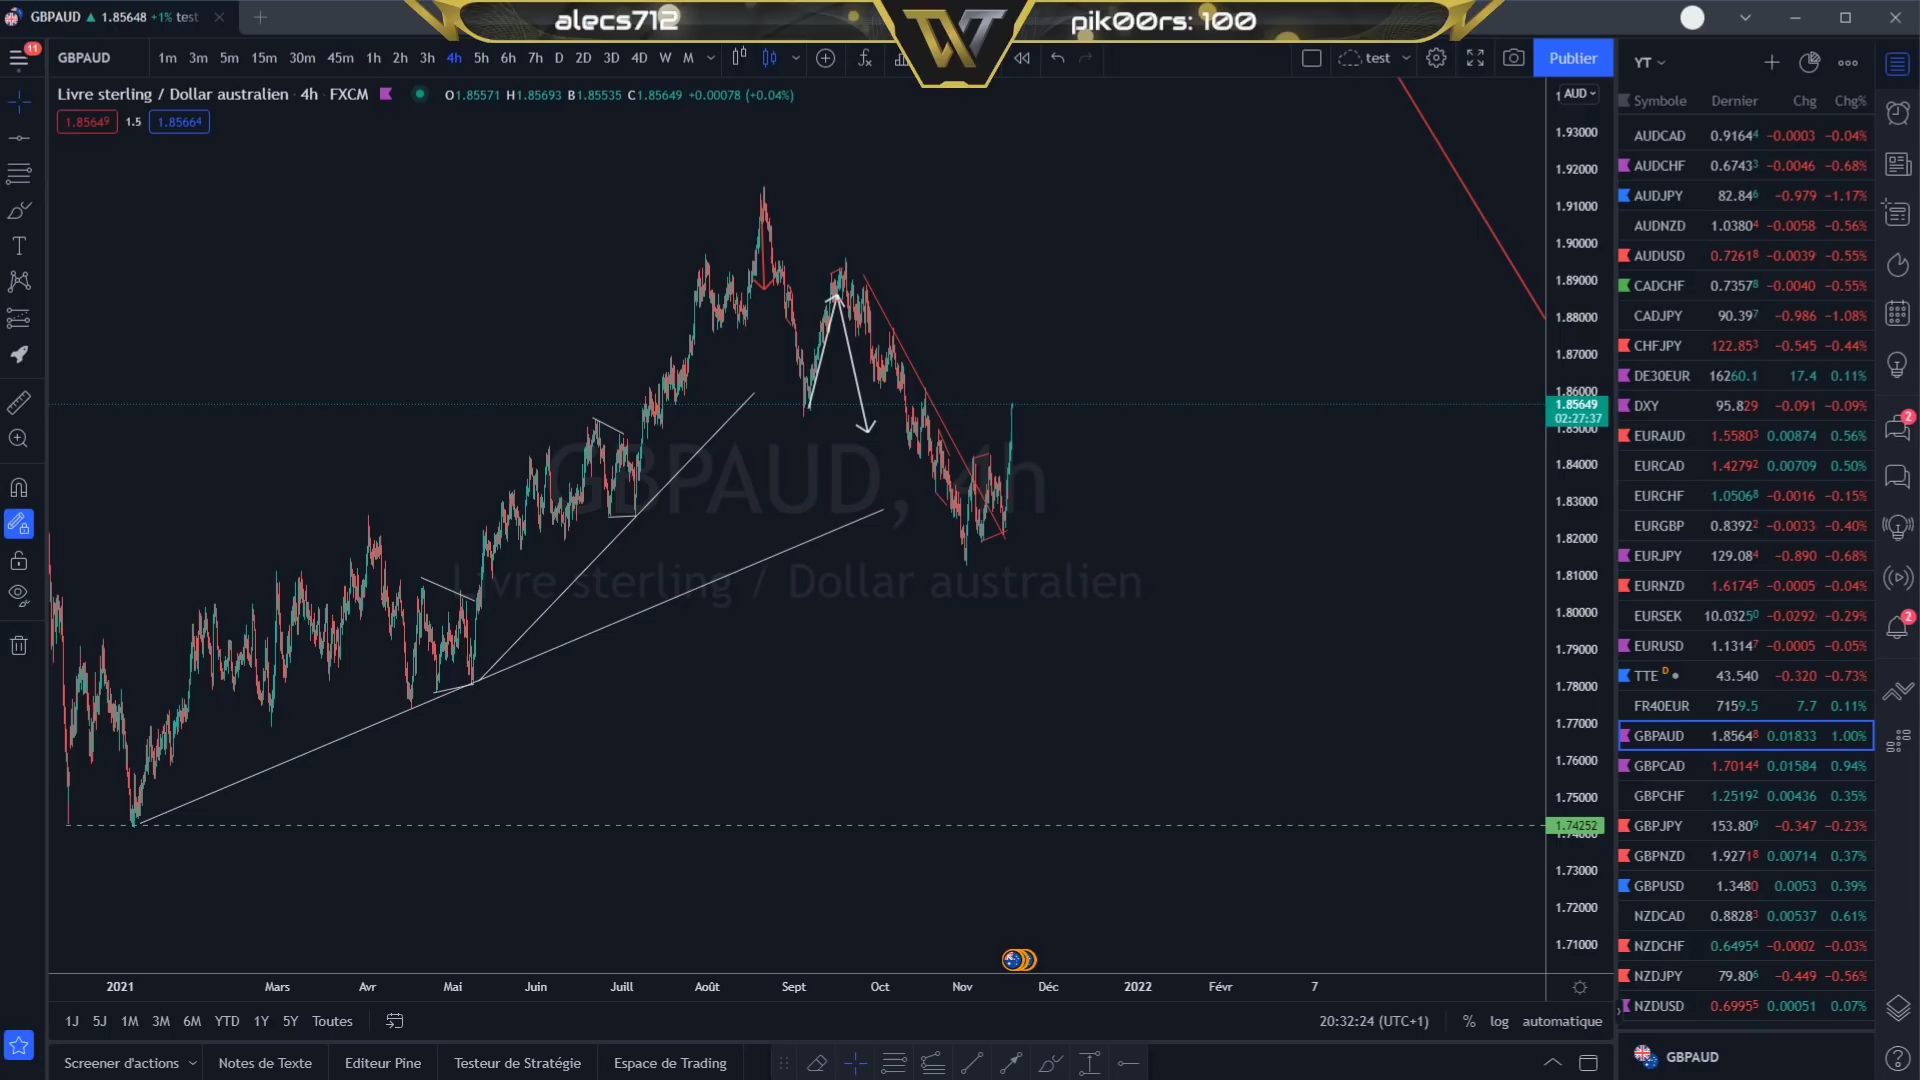 GBPAUD ▲ 1.85648 +1% test
alecs712
pik00rs: 100
11
GBPAUD
1m 3m 5m 15m 30m 45m 1h 2h 3h 4h 5h 6h 7h D 2D 3D 4D W M
test
Publier
YT
Livre sterling / Dollar australien · 4h · FXCM
O1.85571 H1.85693 B1.85535 C1.85649 +0.00078 (+0.04%)
1.85649 1.5 1.85664
AUD
1.93000
1.92000
1.91000
1.90000
1.89000
1.88000
1.87000
1.86000
1.85649
02:27:37
1.85000
1.84000
1.83000
1.82000
1.81000
1.80000
1.79000
1.78000
1.77000
1.76000
1.75000
1.74252
1.73000
1.72000
1.71000
GBPAUD, 4h
Livre sterling / Dollar australien
2021 Mars Avr Mai Juin Juill Août Sept Oct Nov Déc 2022 Févr 7
1J 5J 1M 3M 6M YTD 1Y 5Y Toutes
20:32:24 (UTC+1) % log automatique
Screener d'actions Notes de Texte Editeur Pine Testeur de Stratégie Espace de Trading
Symbole Dernier Chg Chg%
AUDCAD 0.91644 −0.0003 −0.04%
AUDCHF 0.67433 −0.0046 −0.68%
AUDJPY 82.846 −0.979 −1.17%
AUDNZD 1.03804 −0.0058 −0.56%
AUDUSD 0.72618 −0.0039 −0.55%
CADCHF 0.73578 −0.0040 −0.55%
CADJPY 90.397 −0.986 −1.08%
CHFJPY 122.853 −0.545 −0.44%
DE30EUR 16260.1 17.4 0.11%
DXY 95.829 −0.091 −0.09%
EURAUD 1.55803 0.00874 0.56%
EURCAD 1.42792 0.00709 0.50%
EURCHF 1.05068 −0.0016 −0.15%
EURGBP 0.83922 −0.0033 −0.40%
EURJPY 129.084 −0.890 −0.68%
EURNZD 1.61745 −0.0005 −0.04%
EURSEK 10.03250 −0.0292 −0.29%
EURUSD 1.13147 −0.0005 −0.05%
TTE D 43.540 −0.320 −0.73%
FR40EUR 7159.5 7.7 0.11%
GBPAUD 1.85648 0.01833 1.00%
GBPCAD 1.70144 0.01584 0.94%
GBPCHF 1.25192 0.00436 0.35%
GBPJPY 153.809 −0.347 −0.23%
GBPNZD 1.92718 0.00714 0.37%
GBPUSD 1.3480 0.0053 0.39%
NZDCAD 0.88283 0.00537 0.61%
NZDCHF 0.64954 −0.0002 −0.03%
NZDJPY 79.806 −0.449 −0.56%
NZDUSD 0.69955 0.00051 0.07%
GBPAUD
2
2